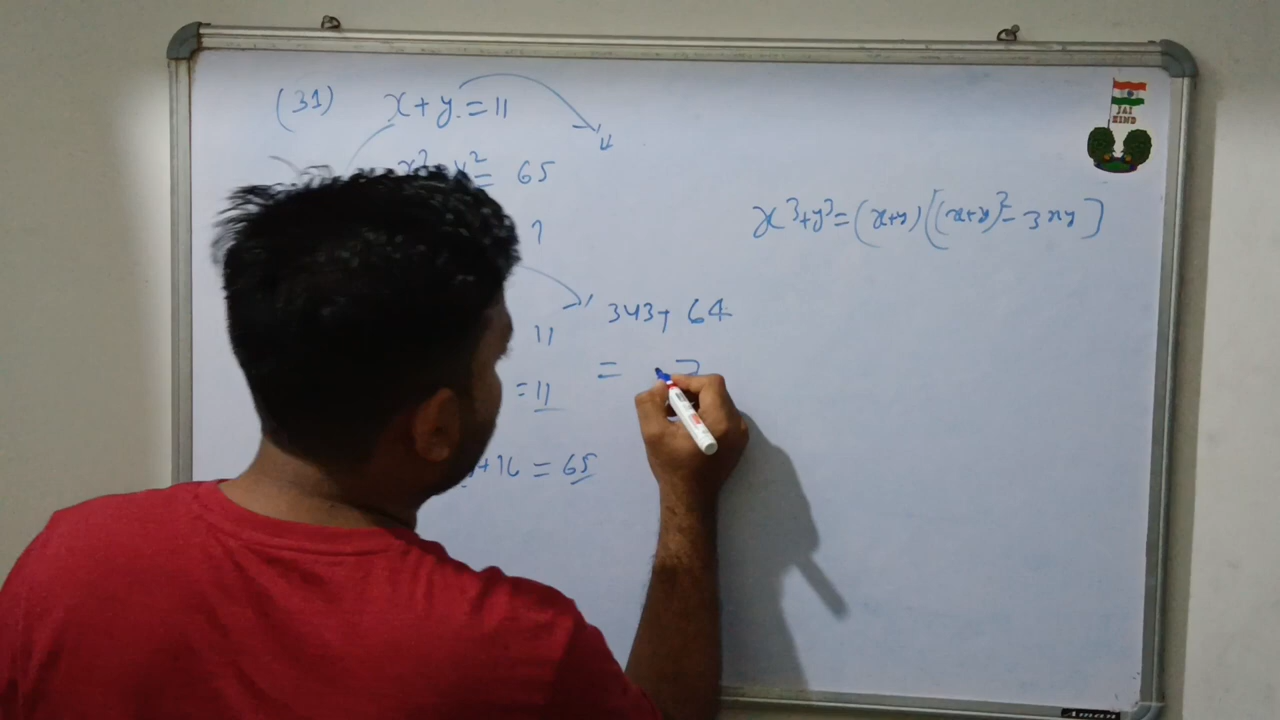 (31) x+y = 11
x² y² = 65
?
x³+y³=(x+y)[(x+y)²-3xy]
11
343+ 64
= 7
= 11
+16 = 65
JAI
HIND